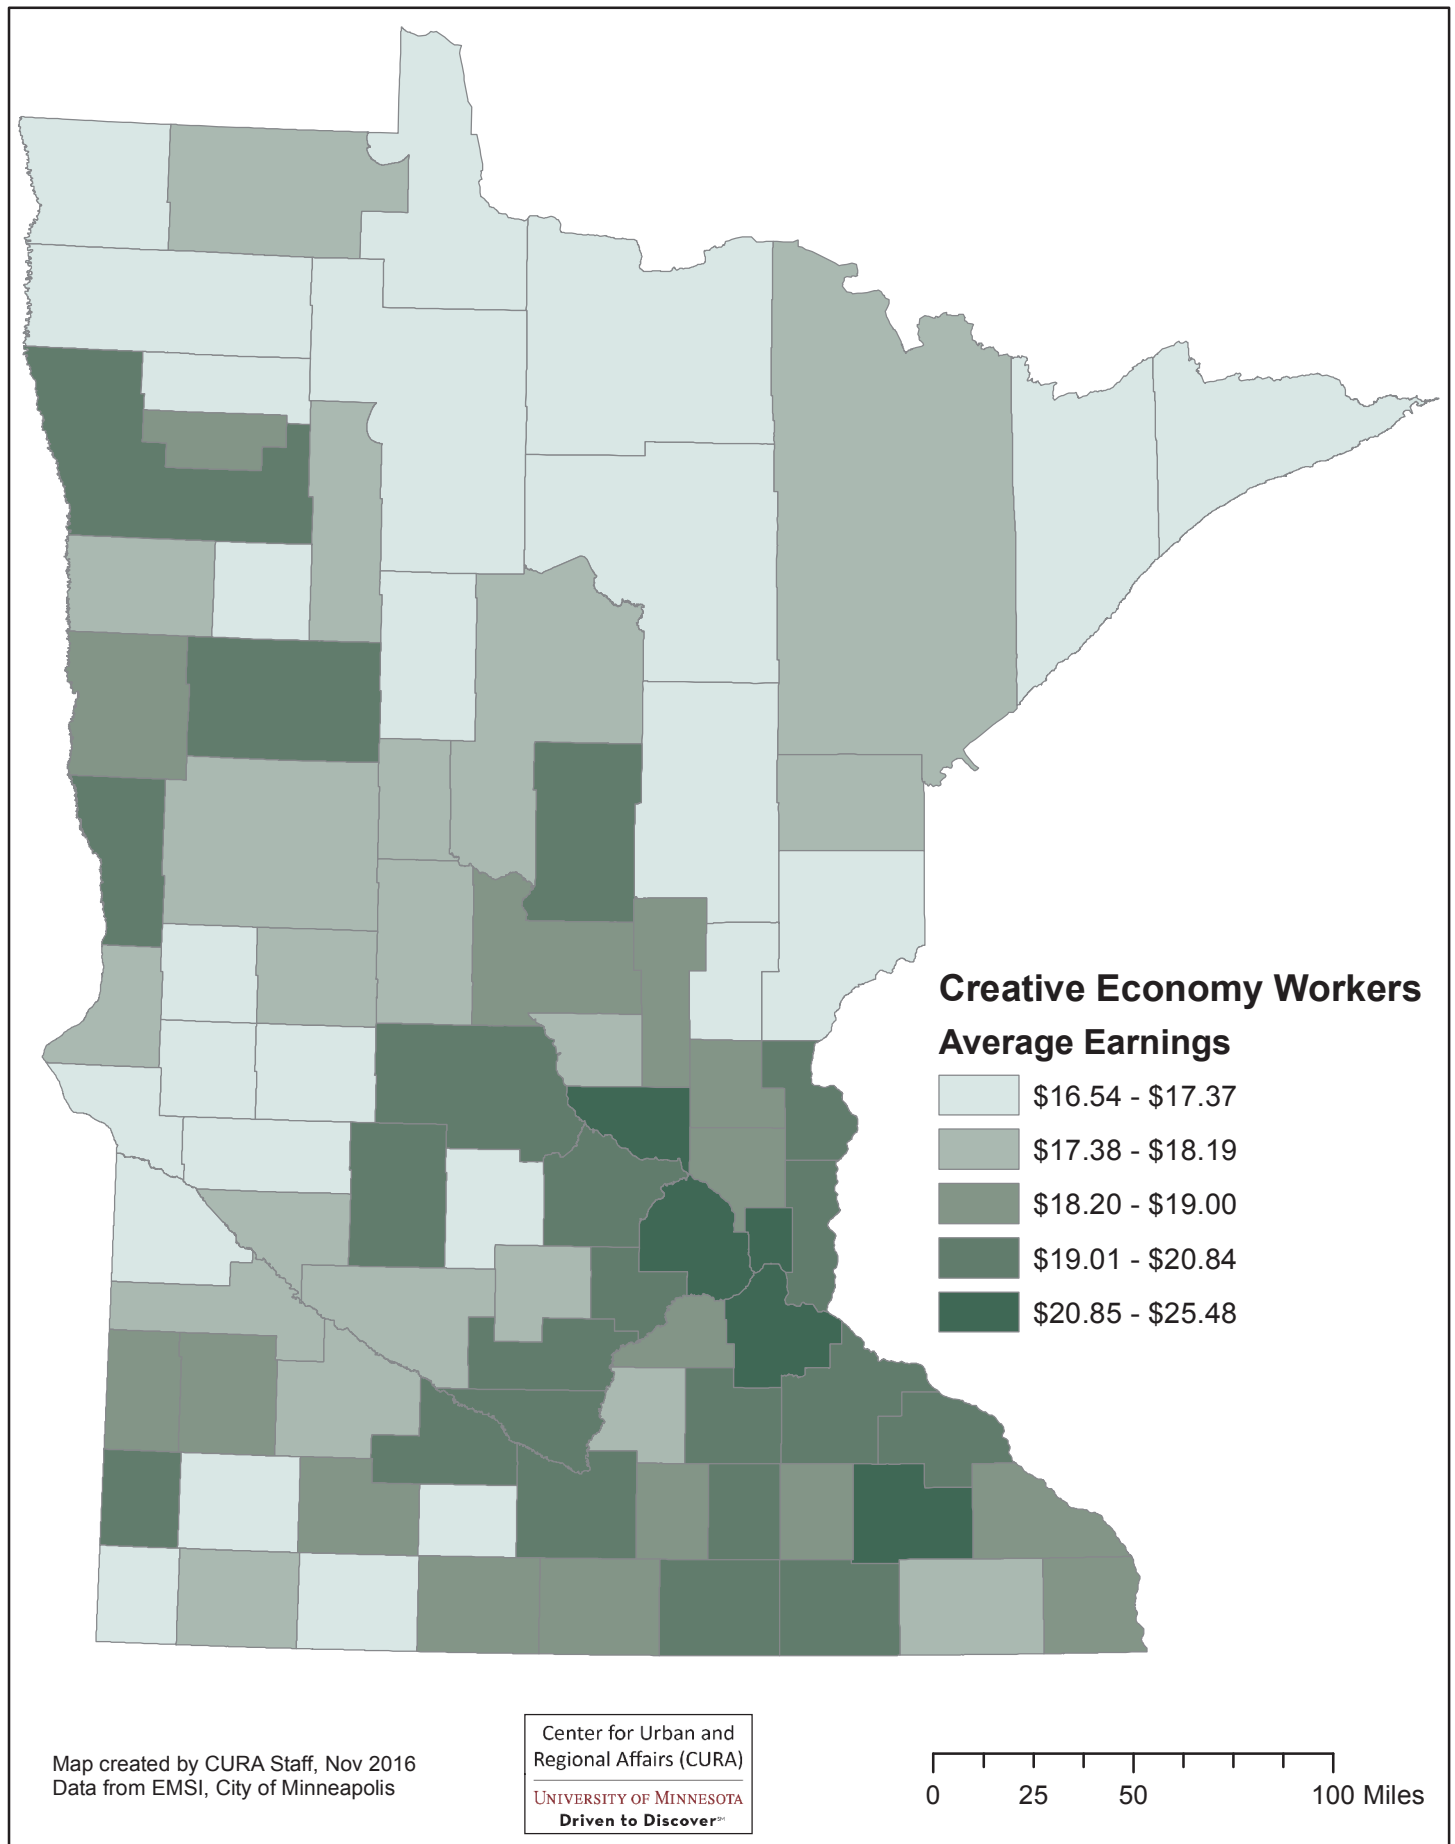 Creative Economy Workers
Average Earnings
$16.54 - $17.37
$17.38 - $18.19
$18.20 - $19.00
$19.01 - $20.84
$20.85 - $25.48
Map created by CURA Staff, Nov 2016
Data from EMSI, City of Minneapolis
Center for Urban and
Regional Affairs (CURA)
UNIVERSITY OF MINNESOTA
Driven to Discover℠
0 25 50 100 Miles